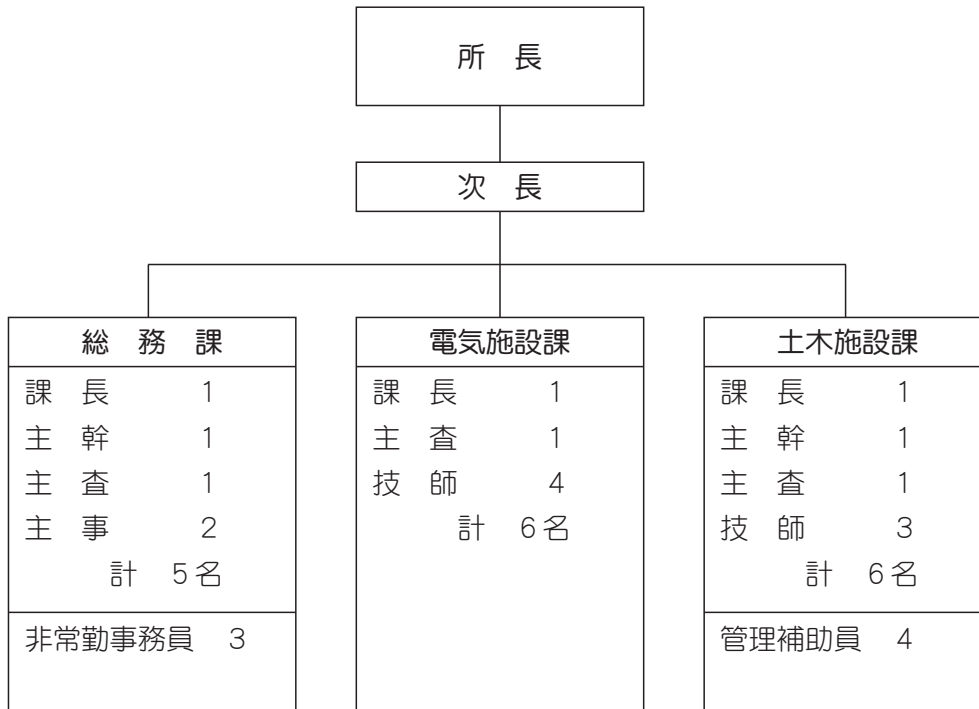 所　長
次　長
総　務　課
課　長　　1
主　幹　　1
主　査　　1
主　事　　2
計　5名
非常勤事務員　3
電気施設課
課　長　　1
主　査　　1
技　師　　4
計　6名
土木施設課
課　長　　1
主　幹　　1
主　査　　1
技　師　　3
計　6名
管理補助員　4